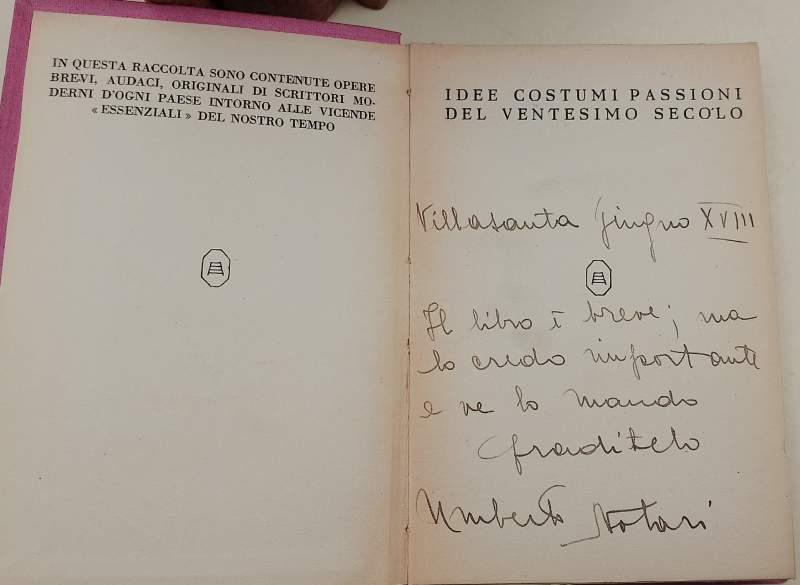 IN QUESTA RACCOLTA SONO CONTENUTE OPERE
BREVI, AUDACI, ORIGINALI DI SCRITTORI MO-
DERNI D'OGNI PAESE INTORNO ALLE VICENDE
« ESSENZIALI » DEL NOSTRO TEMPO
IDEE COSTUMI PASSIONI
DEL VENTESIMO SECOLO
Villasanta Giugno XVIII
Il libro è breve; ma
lo credo importante
e ve lo mando
Graditelo
Umberto Notari